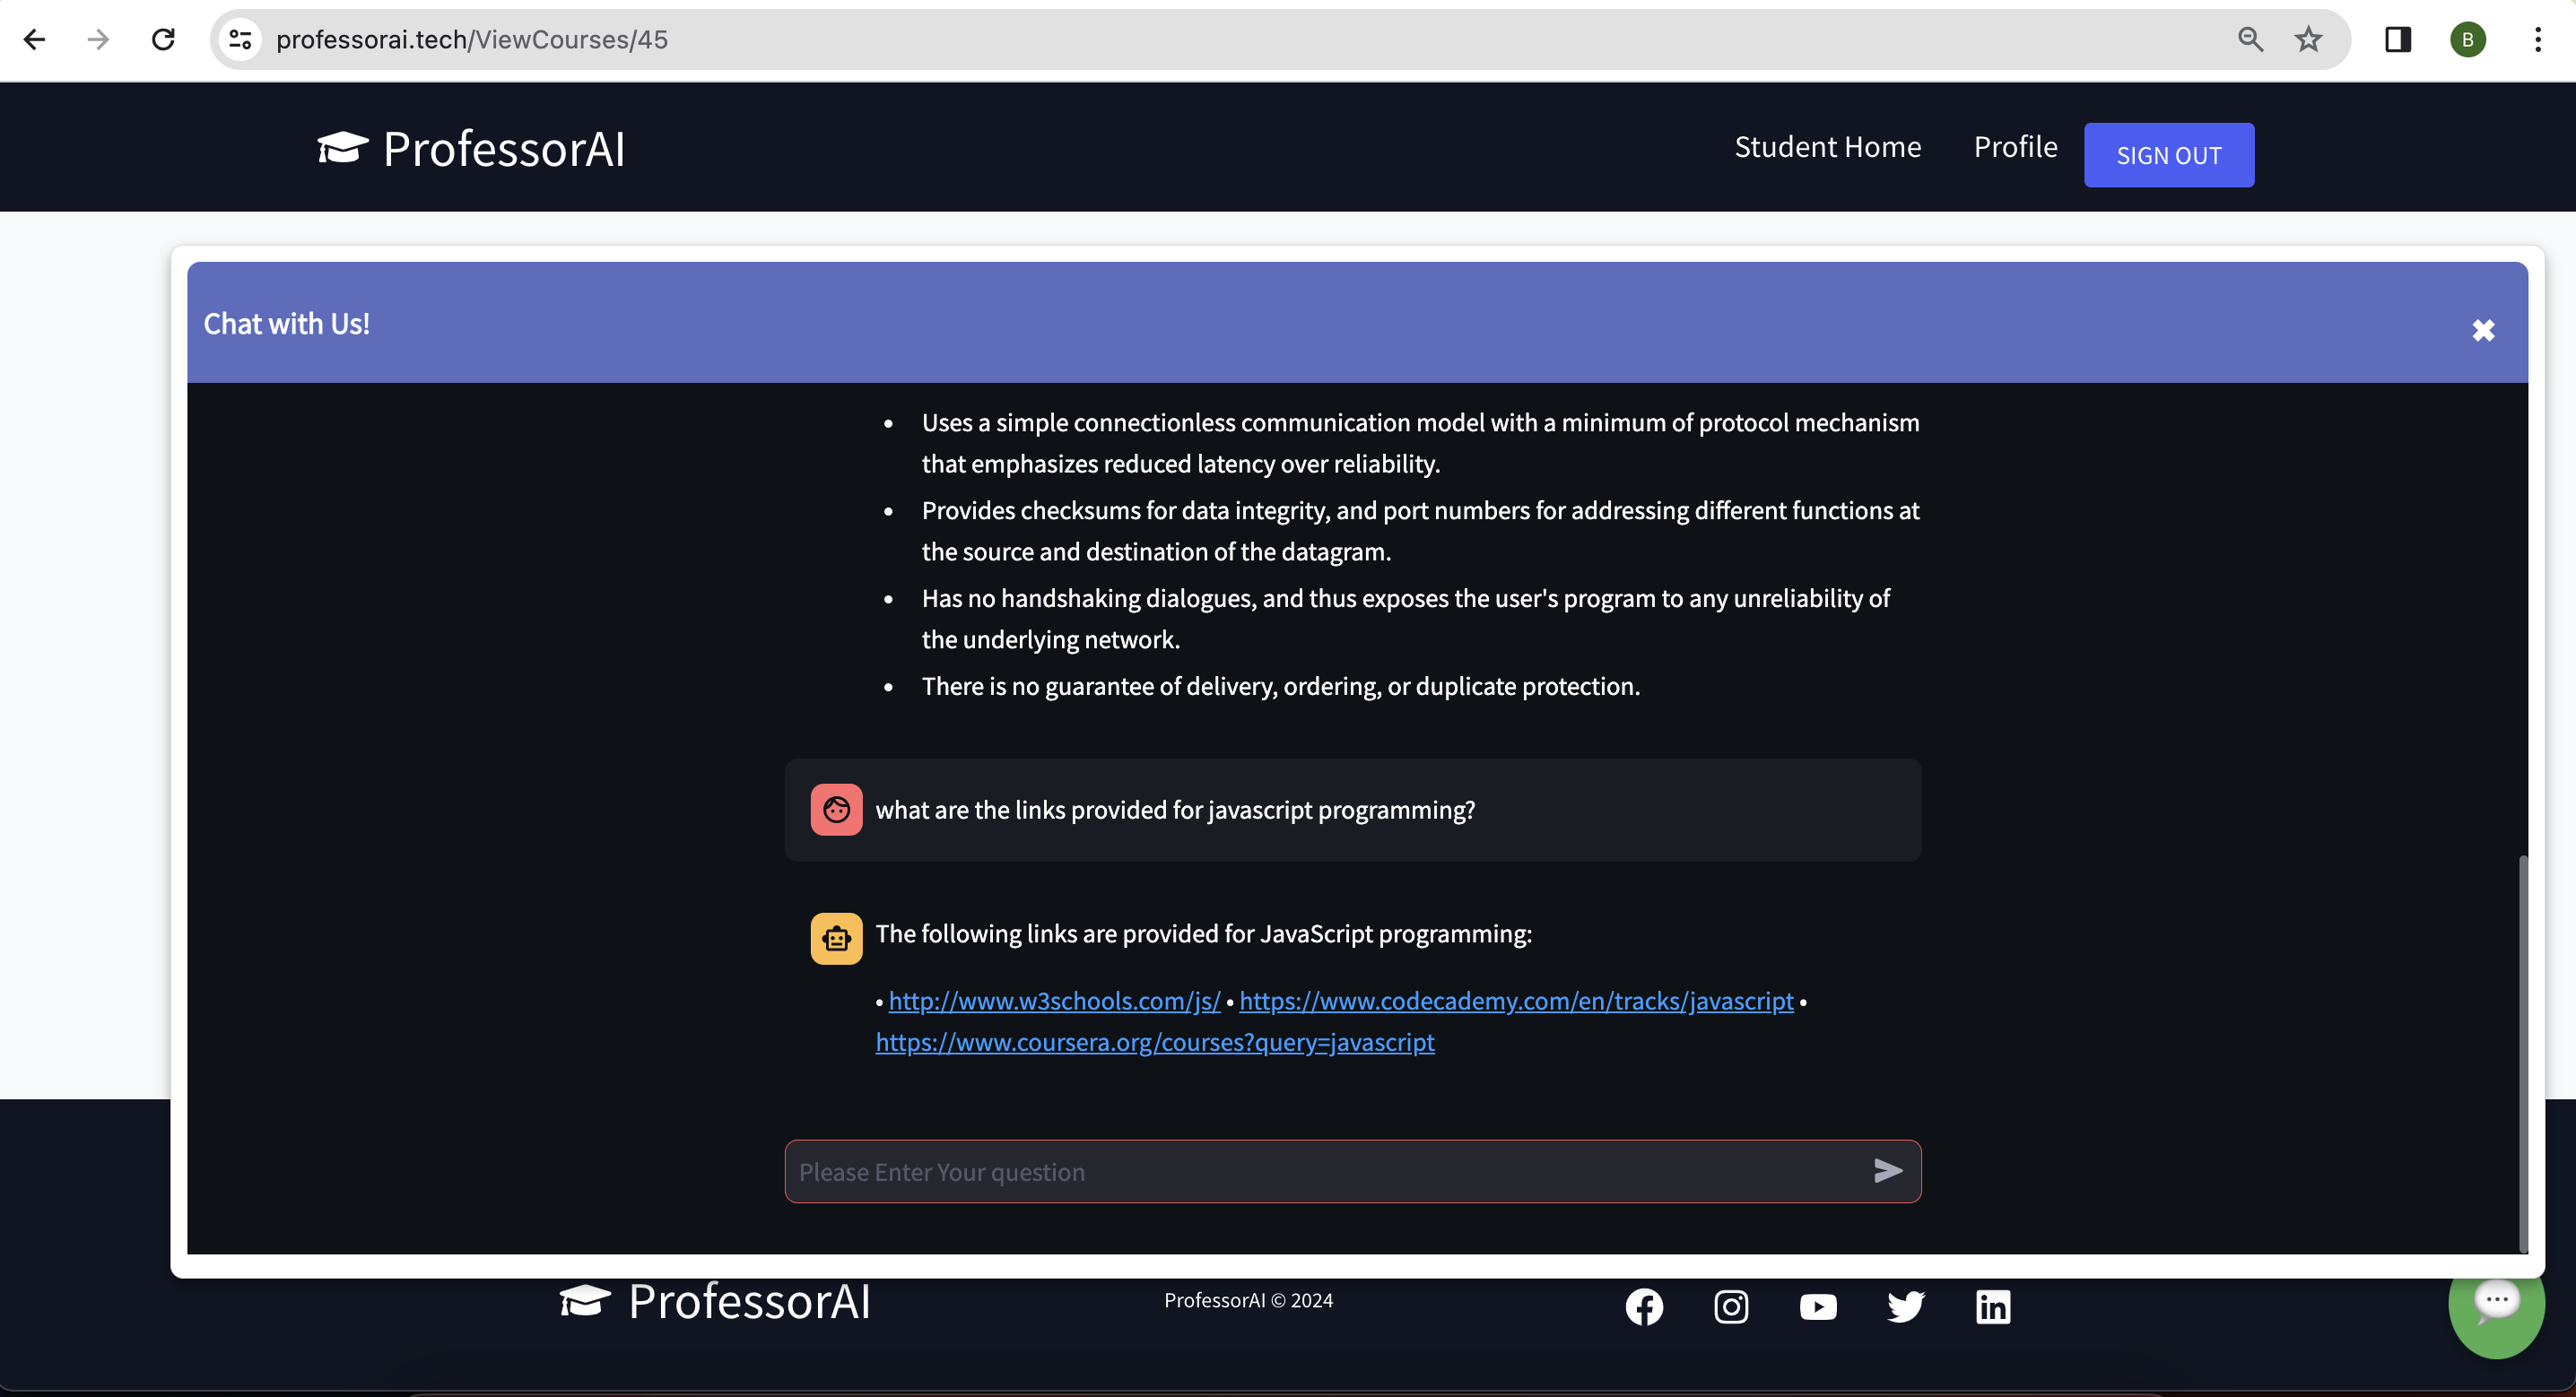 professorai.tech/ViewCourses/45
B
ProfessorAI
Student Home
Profile
SIGN OUT
Chat with Us!
• Uses a simple connectionless communication model with a minimum of protocol mechanism
that emphasizes reduced latency over reliability.
• Provides checksums for data integrity, and port numbers for addressing different functions at
the source and destination of the datagram.
• Has no handshaking dialogues, and thus exposes the user's program to any unreliability of
the underlying network.
• There is no guarantee of delivery, ordering, or duplicate protection.
what are the links provided for javascript programming?
The following links are provided for JavaScript programming:
• http://www.w3schools.com/js/ • https://www.codecademy.com/en/tracks/javascript •
https://www.coursera.org/courses?query=javascript
Please Enter Your question
ProfessorAI
ProfessorAI © 2024